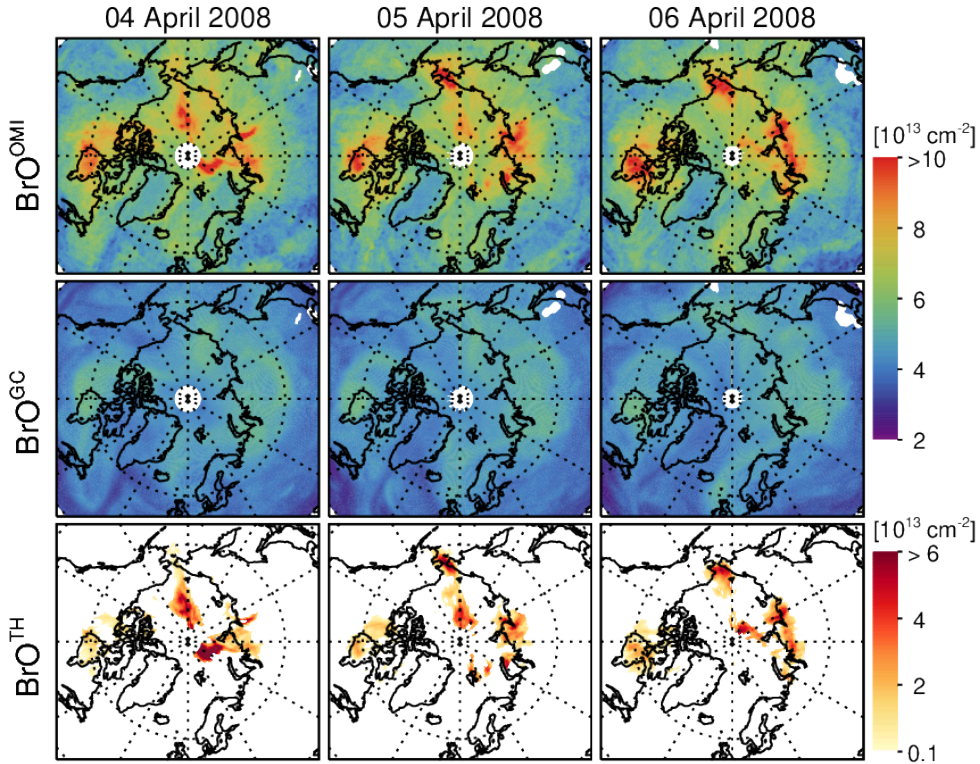 04 April 2008 05 April 2008 06 April 2008
BrO^OMI
[10^13 cm^-2]
>10
8
6
4
2
BrO^GC
BrO^TH
[10^13 cm^-2]
> 6
4
2
0.1